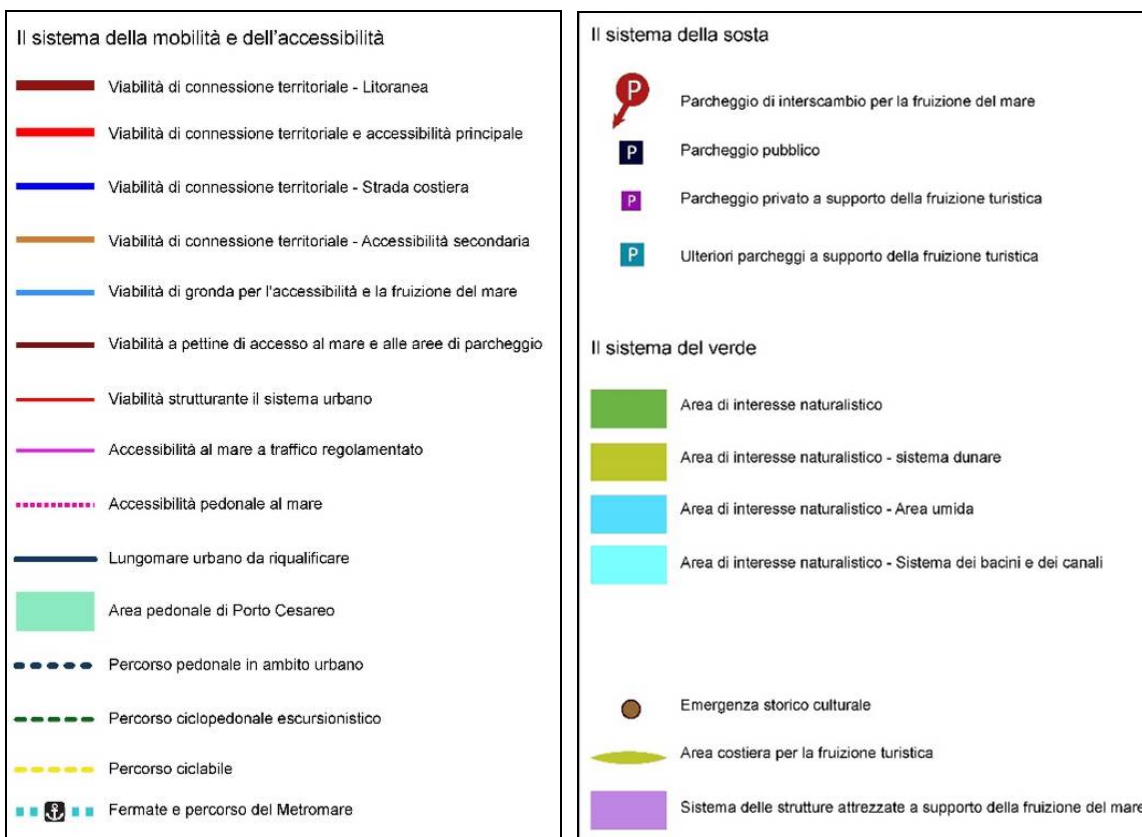 Il sistema della mobilità e dell'accessibilità
Viabilità di connessione territoriale - Litoranea
Viabilità di connessione territoriale e accessibilità principale
Viabilità di connessione territoriale - Strada costiera
Viabilità di connessione territoriale - Accessibilità secondaria
Viabilità di gronda per l'accessibilità e la fruizione del mare
Viabilità a pettine di accesso al mare e alle aree di parcheggio
Viabilità strutturante il sistema urbano
Accessibilità al mare a traffico regolamentato
Accessibilità pedonale al mare
Lungomare urbano da riqualificare
Area pedonale di Porto Cesareo
Percorso pedonale in ambito urbano
Percorso ciclopedonale escursionistico
Percorso ciclabile
Fermate e percorso del Metromare
Il sistema della sosta
P Parcheggio di interscambio per la fruizione del mare
P Parcheggio pubblico
P Parcheggio privato a supporto della fruizione turistica
P Ulteriori parcheggi a supporto della fruizione turistica
Il sistema del verde
Area di interesse naturalistico
Area di interesse naturalistico - sistema dunare
Area di interesse naturalistico - Area umida
Area di interesse naturalistico - Sistema dei bacini e dei canali
Emergenza storico culturale
Area costiera per la fruizione turistica
Sistema delle strutture attrezzate a supporto della fruizione del mare